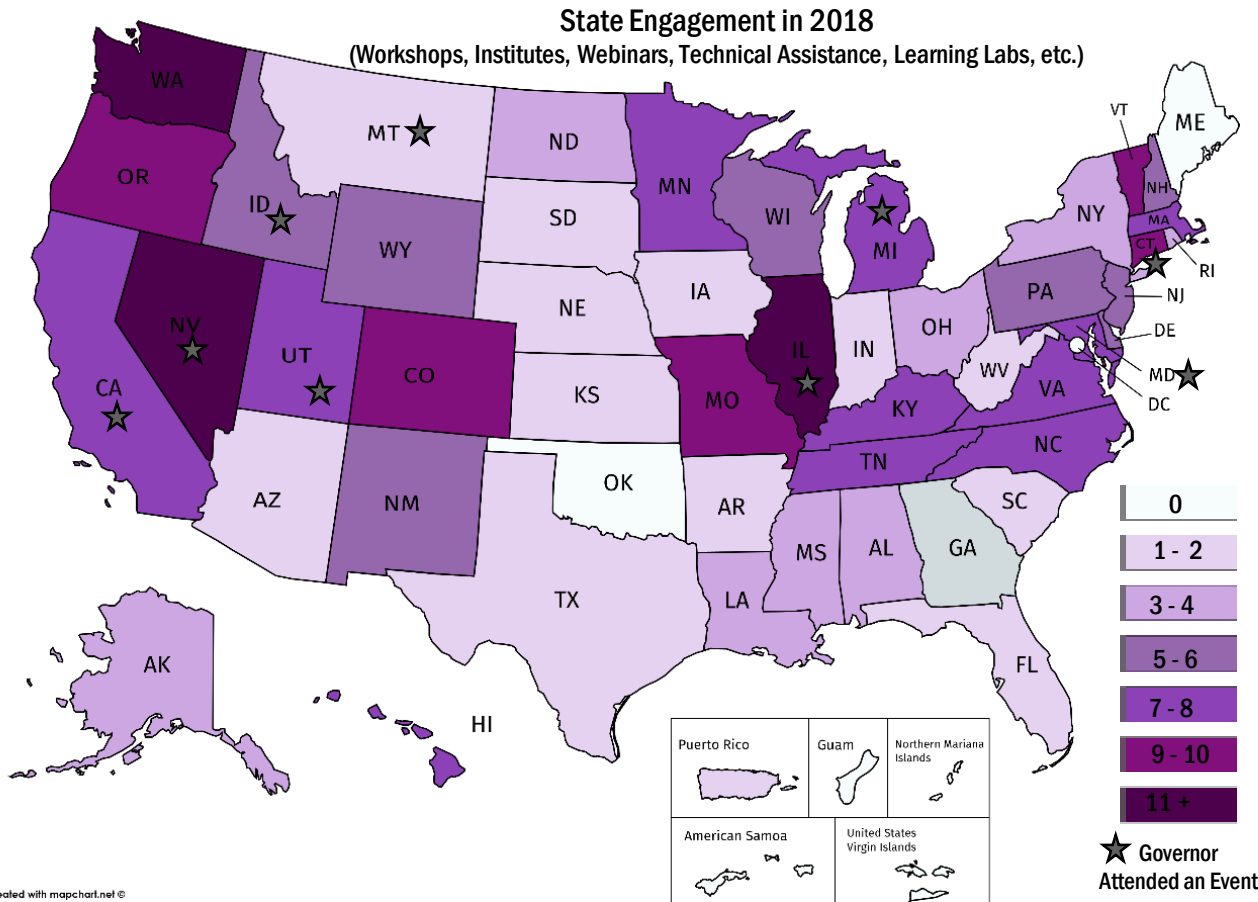 State Engagement in 2018
(Workshops, Institutes, Webinars, Technical Assistance, Learning Labs, etc.)
WA
MT
ND
MN
VT
ME
OR
ID
SD
WI
MI
NY
NH
MA
CT
RI
WY
NE
IA
PA
NJ
NV
UT
CO
IL
IN
OH
DE
MD
DC
CA
KS
MO
WV
VA
KY
AZ
NM
OK
AR
TN
NC
SC
MS
AL
GA
TX
LA
FL
AK
HI
0
1 - 2
3 - 4
5 - 6
7 - 8
9 - 10
11 +
Governor
Attended an Event
Puerto Rico
Guam
Northern Mariana
Islands
American Samoa
United States
Virgin Islands
eated with mapchart.net ©